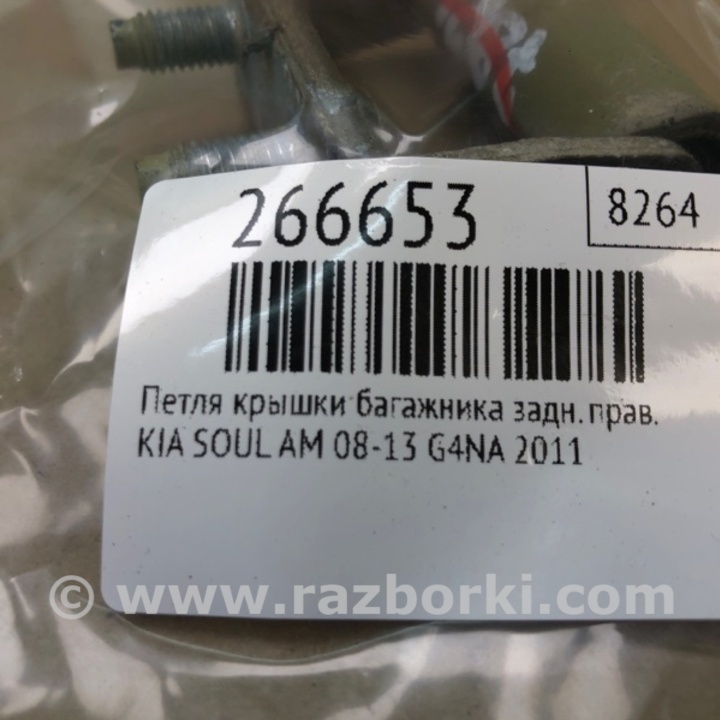 266653
8264
Петля крышки багажника задн. прав.
KIA SOUL AM 08-13 G4NA 2011
© www.razborki.com